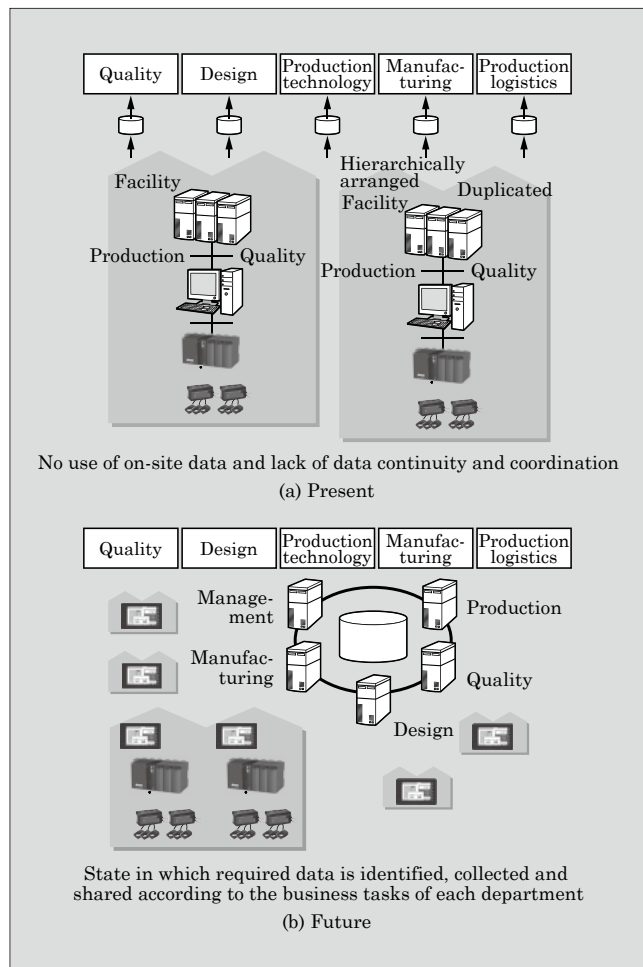 Quality
Design
Production
technology
Manufac-
turing
Production
logistics
Facility
Production
Quality
Hierarchically
arranged
Facility
Duplicated
Production
Quality
No use of on-site data and lack of data continuity and coordination
(a) Present
Quality
Design
Production
technology
Manufac-
turing
Production
logistics
Manage-
ment
Production
Manufac-
turing
Quality
Design
State in which required data is identified, collected and
shared according to the business tasks of each department
(b) Future